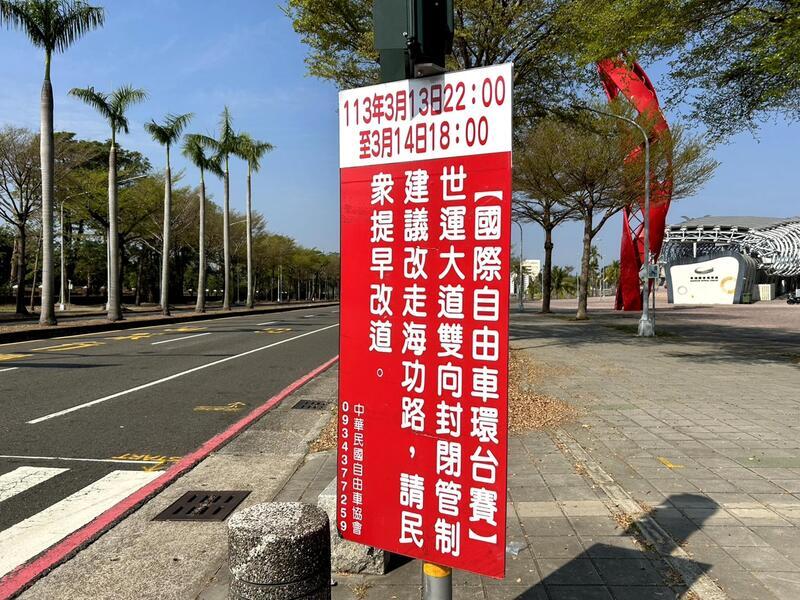 113年3月13日22：00
至3月14日18：00
【國際自由車環台賽】
世運大道雙向封閉管制
建議改走海功路，請民
眾提早改道。
中華民國自由車協會
0934377259
START